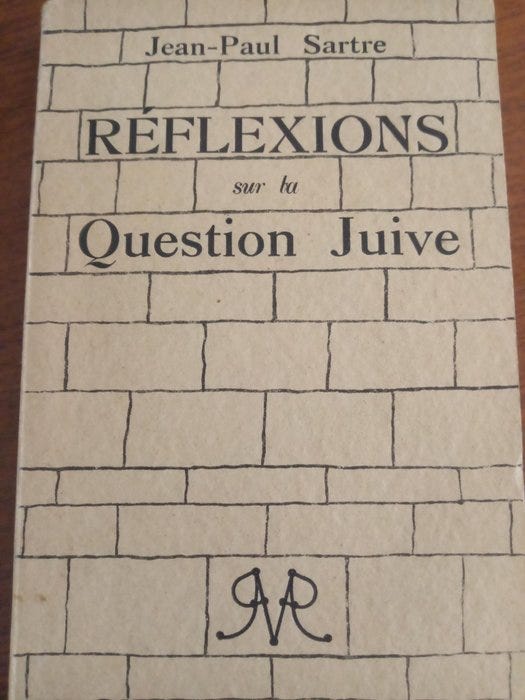 Jean-Paul Sartre
RÉFLEXIONS
sur la
Question Juive